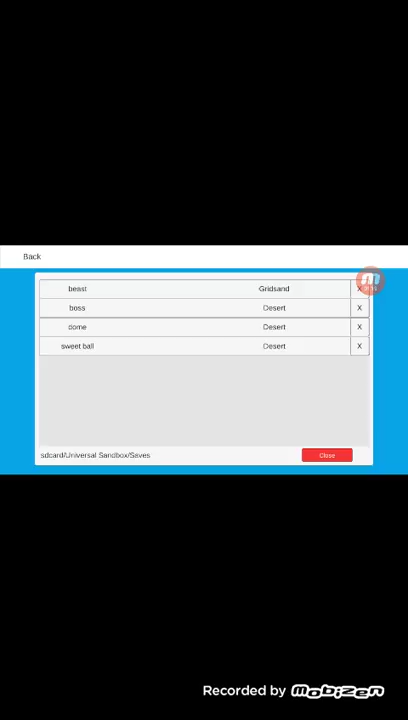 Back
beast Gridsand X
boss Desert X
dome Desert X
sweet ball Desert X
sdcard/Universal Sandbox/Saves Close
Recorded by Mobizen